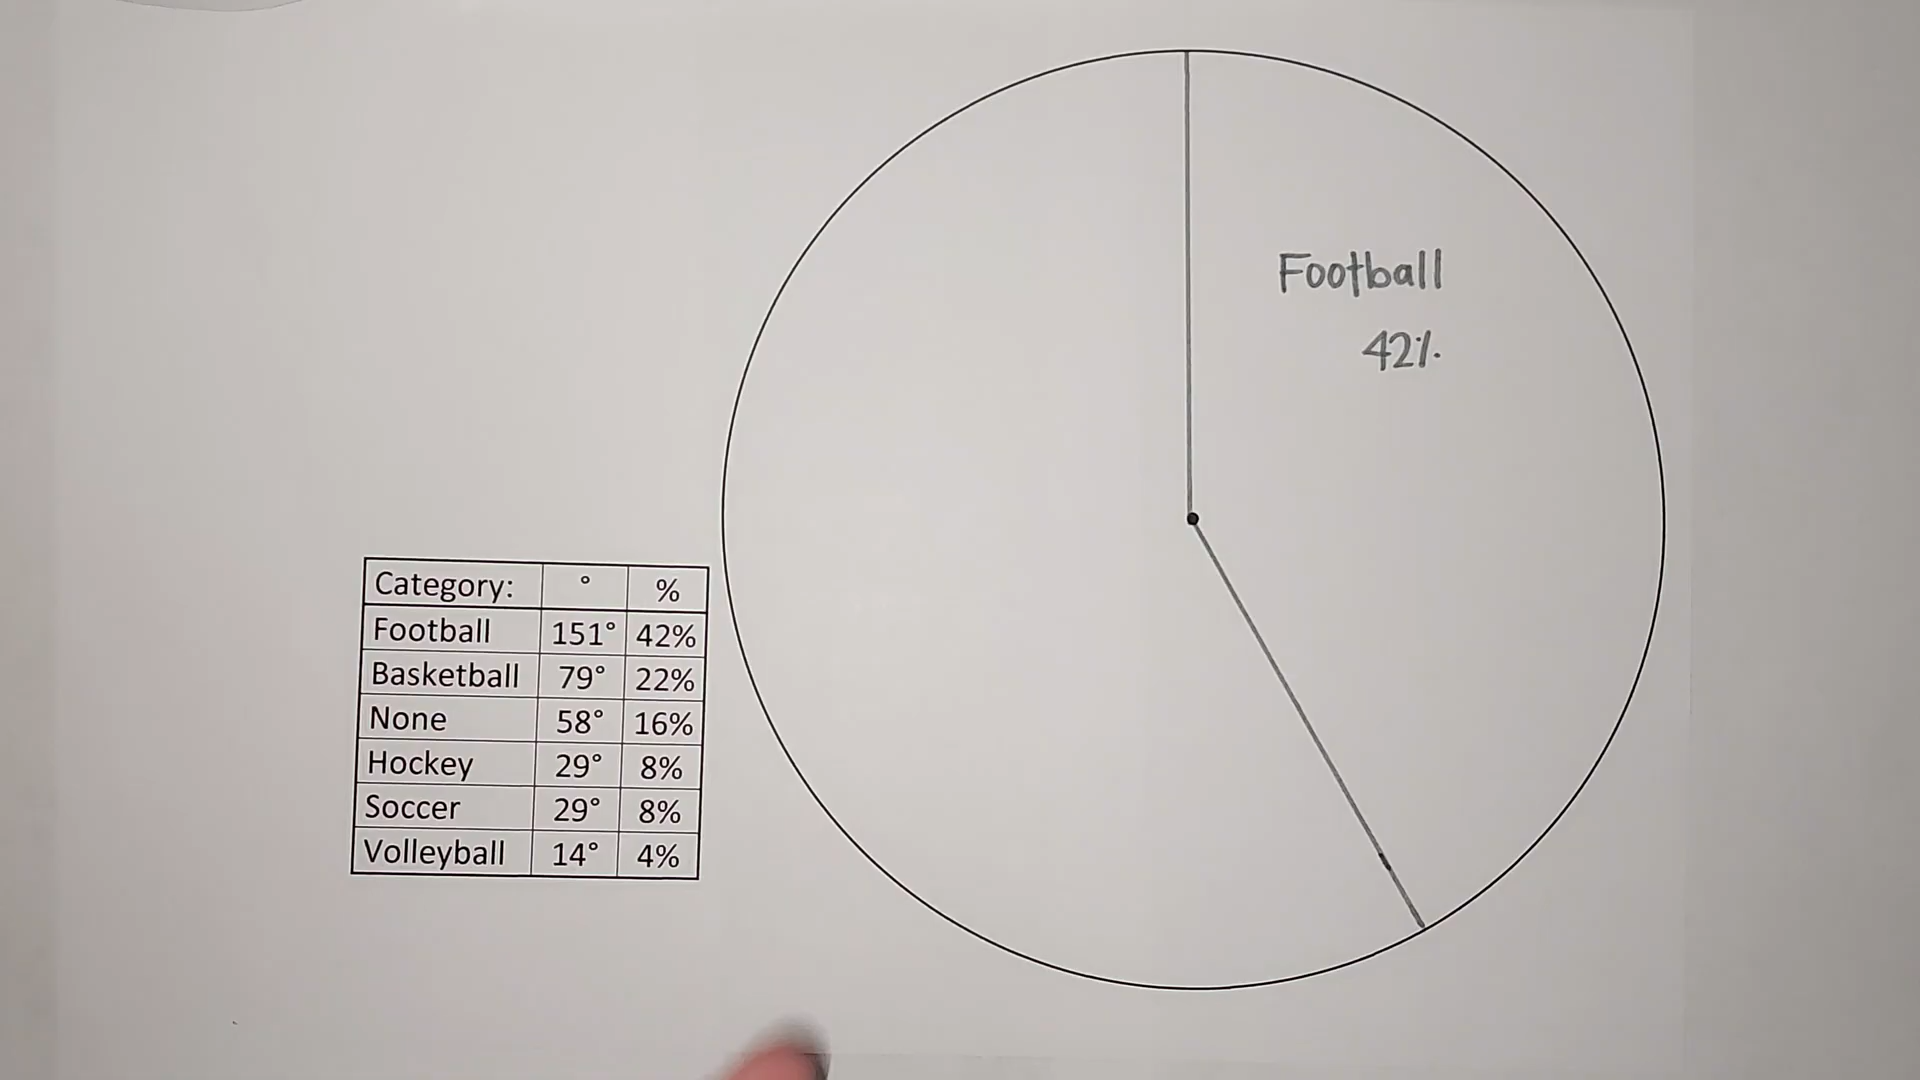 Football
42%
Category: ° %
Football 151° 42%
Basketball 79° 22%
None 58° 16%
Hockey 29° 8%
Soccer 29° 8%
Volleyball 14° 4%